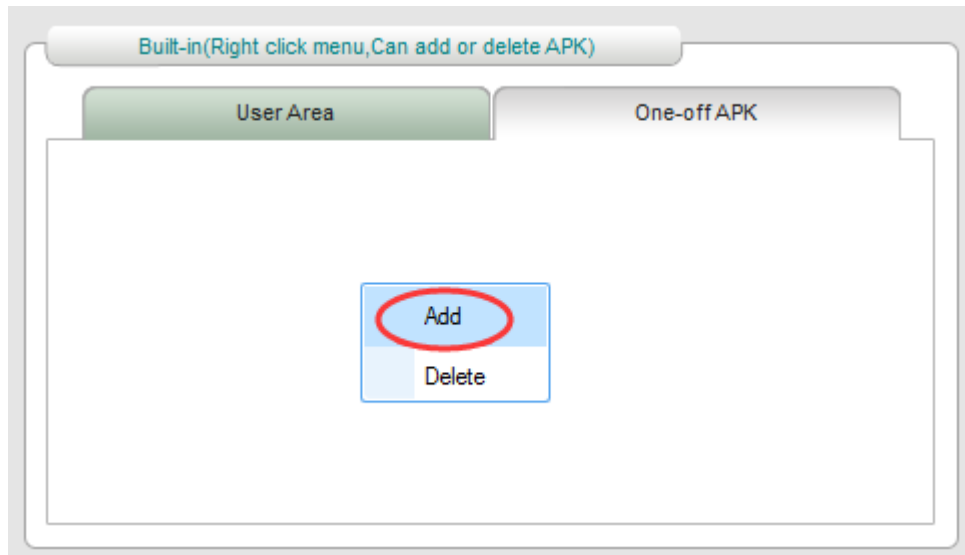 Built-in(Right click menu,Can add or delete APK)
User Area
One-off APK
Add
Delete